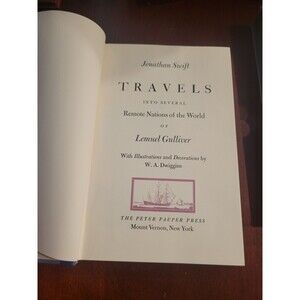 Jonathan Swift
TRAVELS
INTO SEVERAL
Remote Nations of the World
OF
Lemuel Gulliver
With Illustrations and Decorations by
W. A. Dwiggins
THE PETER PAUPER PRESS
Mount Vernon, New York